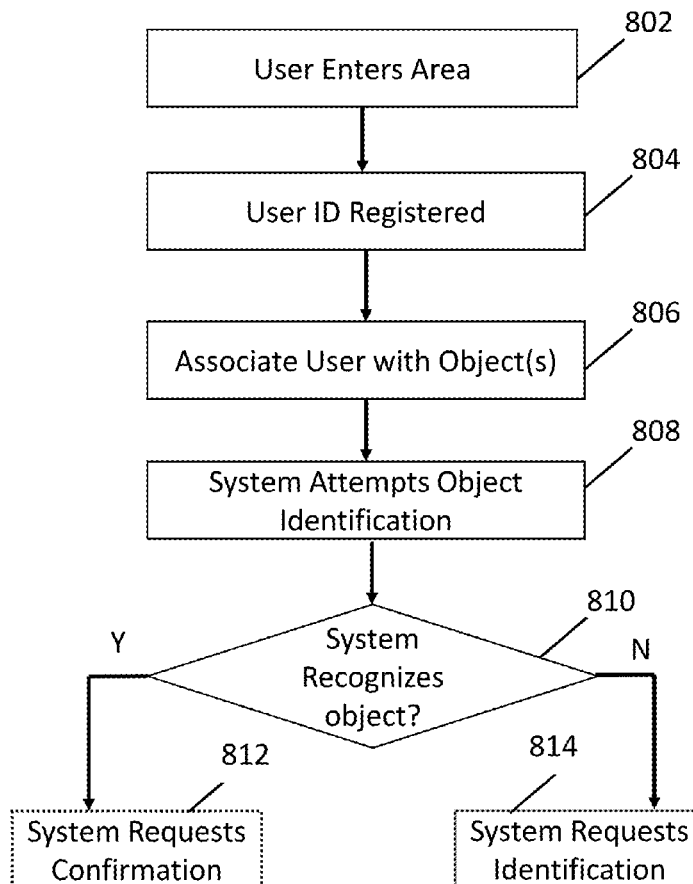 802
User Enters Area
804
User ID Registered
806
Associate User with Object(s)
808
System Attempts Object
Identification
810
System
Recognizes
object?
Y
N
812
814
System Requests
Confirmation
System Requests
Identification